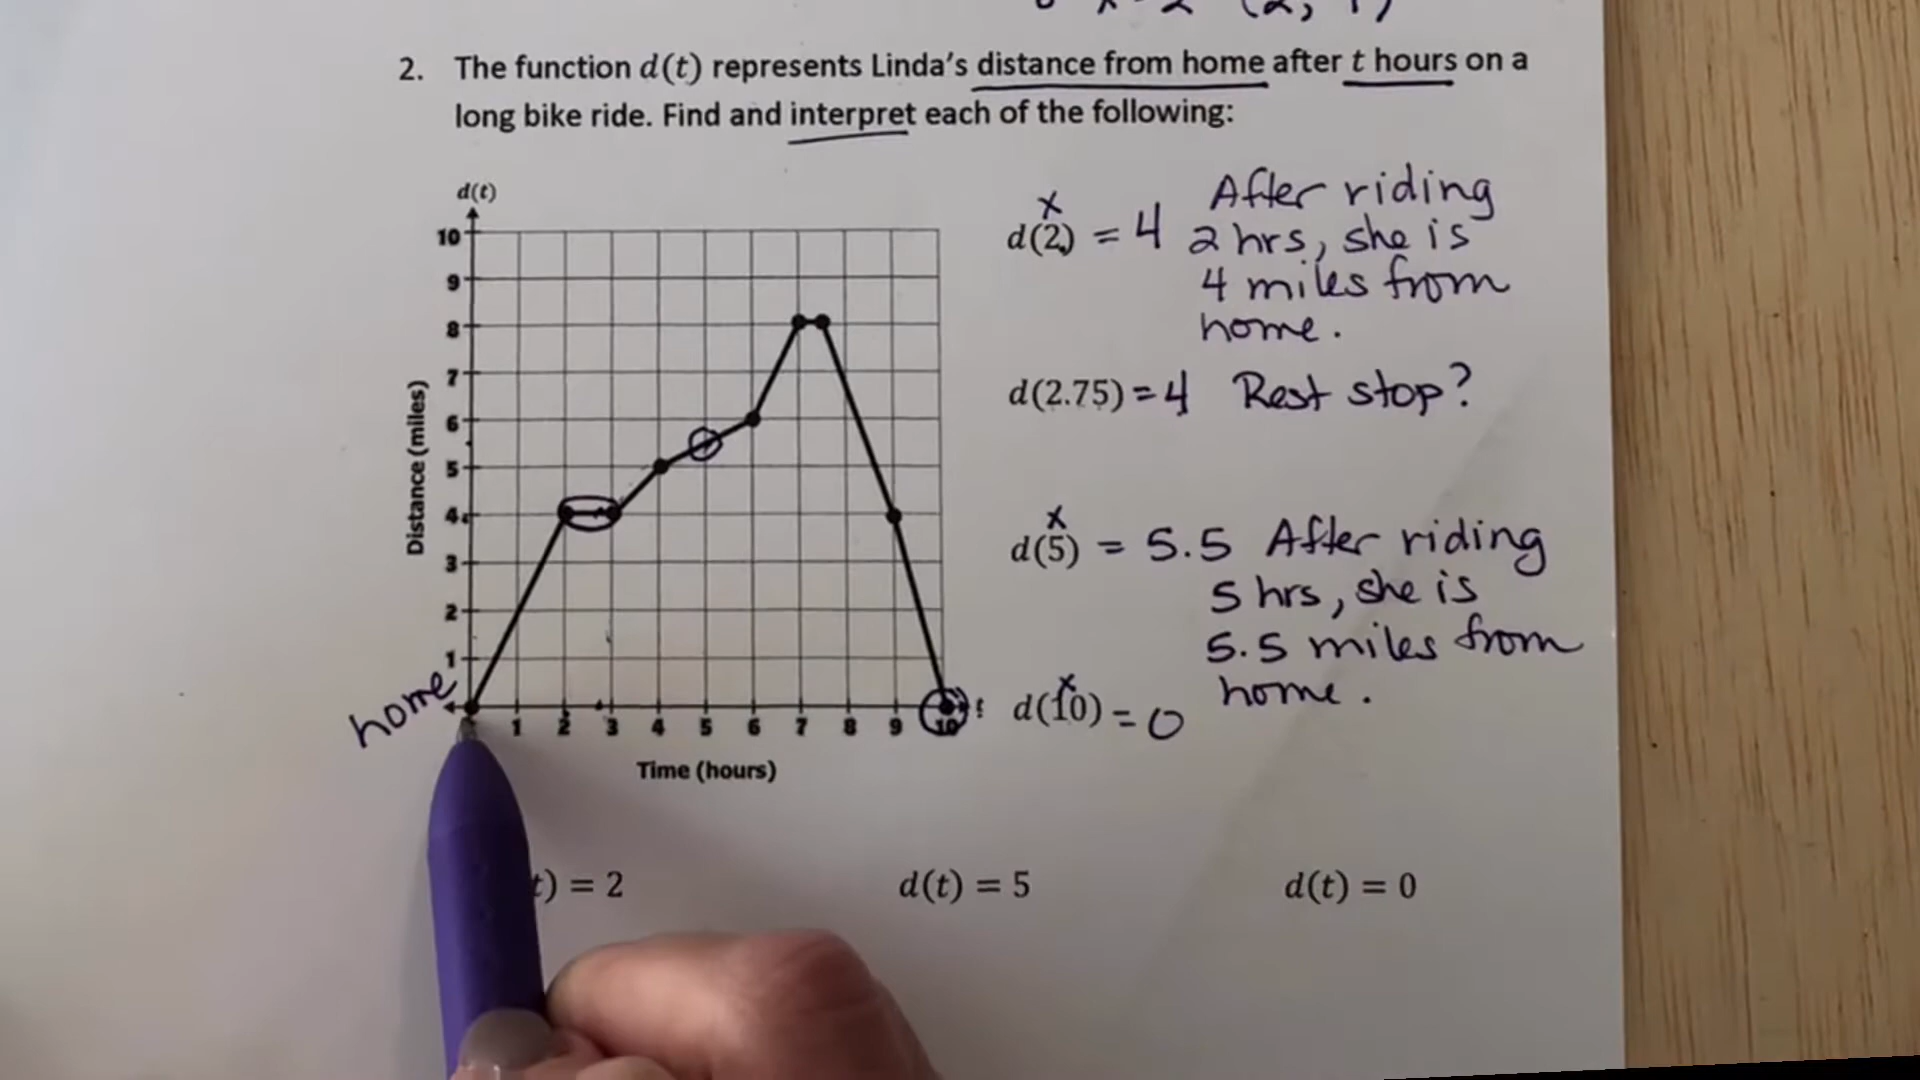 2. The function d(t) represents Linda's distance from home after t hours on a
long bike ride. Find and interpret each of the following:
d(t)
10
9
8
7
6
5
4
3
2
1
Distance (miles)
home
1 2 3 4 5 6 7 8 9 10 t
Time (hours)
x
d(2) = 4 After riding
2 hrs, she is
4 miles from
home.
d(2.75) = 4 Rest stop?
x
d(5) = 5.5 After riding
5 hrs, she is
5.5 miles from
home.
x
d(10) = 0
t) = 2
d(t) = 5
d(t) = 0